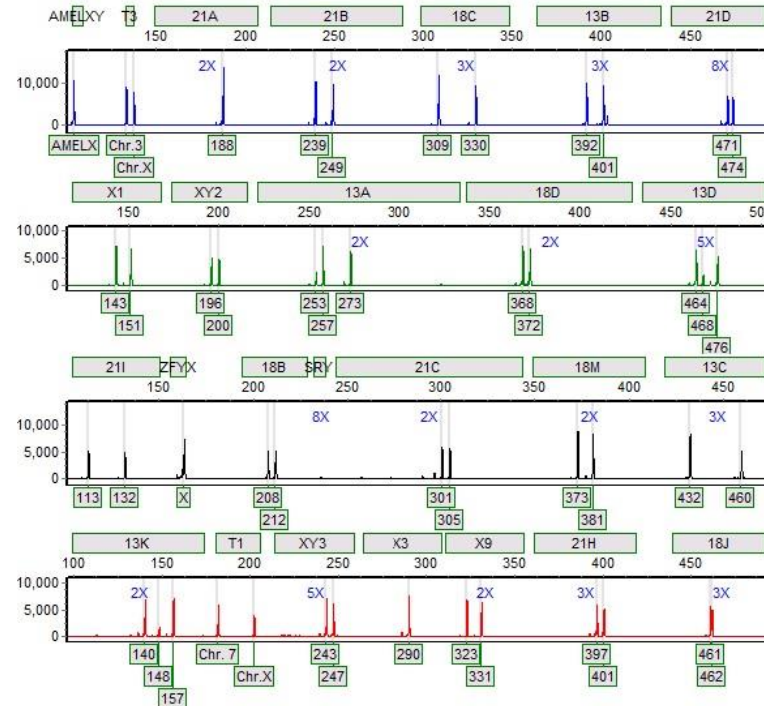 AMELXY T3 21A 21B 18C 13B 21D
150 200 250 300 350 400 450
2X 2X 3X 3X 8X
10,000
0
AMELX Chr.3 188 239 309 330 392 471
Chr.X 249 401 474
X1 XY2 13A 18D 13D
150 200 250 300 350 400 450 500
10,000 2X 2X 5X
5,000
0
143 196 253 273 368 464
151 200 257 372 468
476
21I ZFYX 18B SRY 21C 18M 13C
150 200 250 300 350 400 450
8X 2X 2X 3X
10,000
5,000
0
113 132 X 208 301 373 432 460
212 305 381
13K T1 XY3 X3 X9 21H 18J
100 150 200 250 300 350 400 450
10,000 2X 5X 2X 3X 3X
5,000
0
140 Chr. 7 243 290 323 397 461
148 Chr.X 247 331 401 462
157